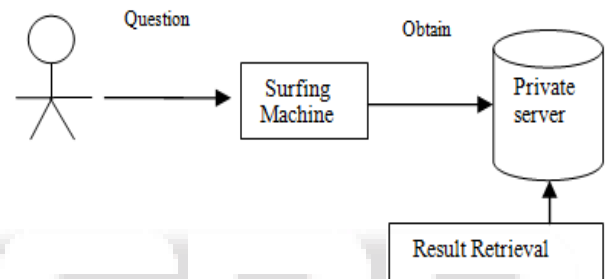 Question
Obtain
Surfing
Machine
Private
server
Result Retrieval